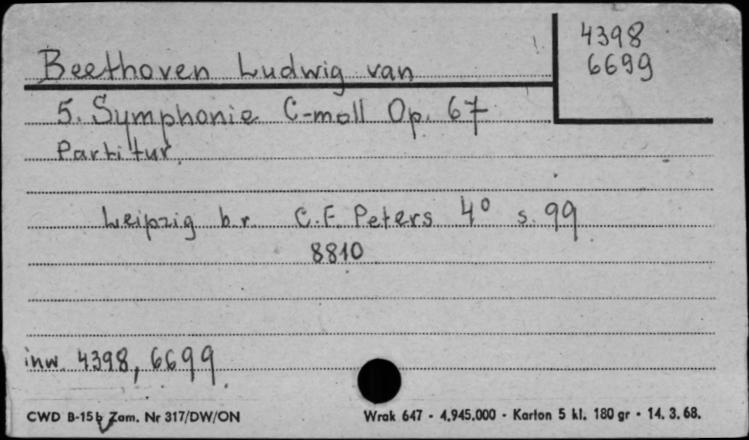 4398
6699
Beethoven Ludwig van
5. Symphonie C-moll Op. 67
Partitur.
Leipzig b.r. C.F. Peters 4° s. 99
8810
inw. 4398, 6699
CWD B-15b Zam. Nr 317/DW/ON
Wrak 647 - 4.945.000 - Karton 5 kl. 180 gr - 14. 3. 68.